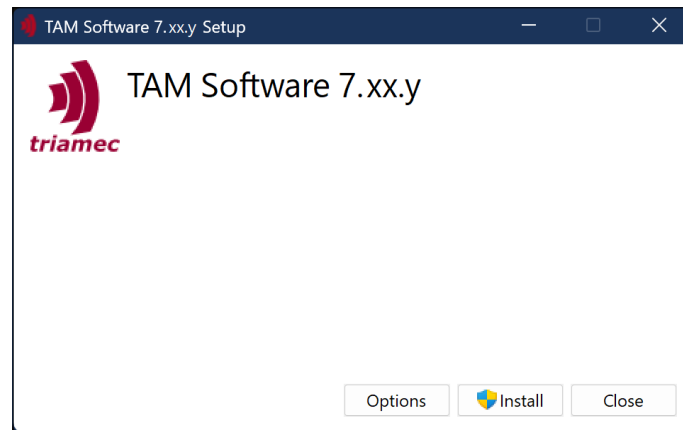 TAM Software 7.xx.y Setup
TAM Software 7.xx.y
triamec
Options Install Close